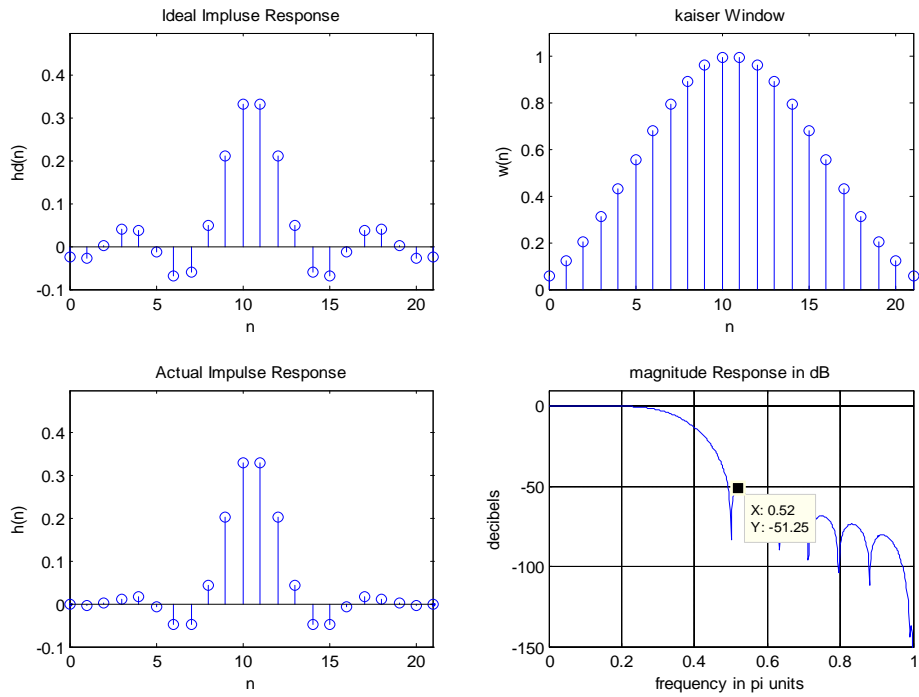 Ideal Impluse Response
hd(n)
0.4
0.3
0.2
0.1
0
-0.1
0 5 10 15 20
n
kaiser Window
w(n)
1
0.8
0.6
0.4
0.2
0
0 5 10 15 20
n
Actual Impulse Response
h(n)
0.4
0.3
0.2
0.1
0
-0.1
0 5 10 15 20
n
magnitude Response in dB
decibels
0
-50
-100
-150
X: 0.52
Y: -51.25
0 0.2 0.4 0.6 0.8 1
frequency in pi units